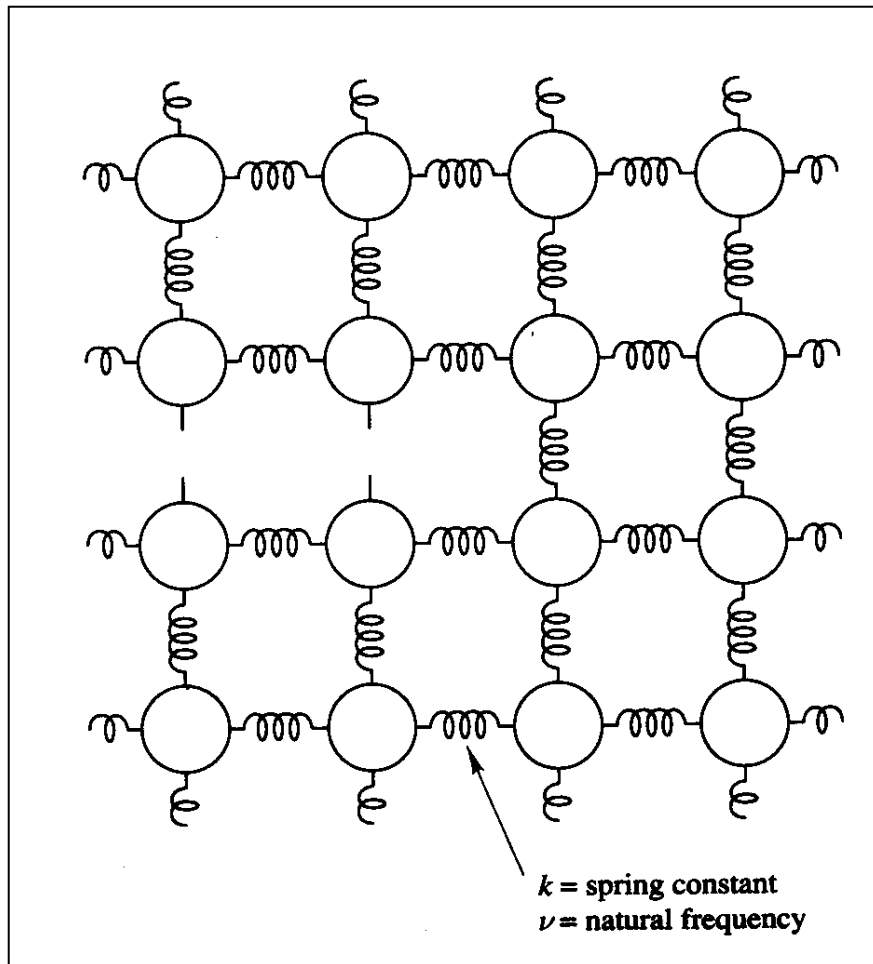 k = spring constant
ν = natural frequency